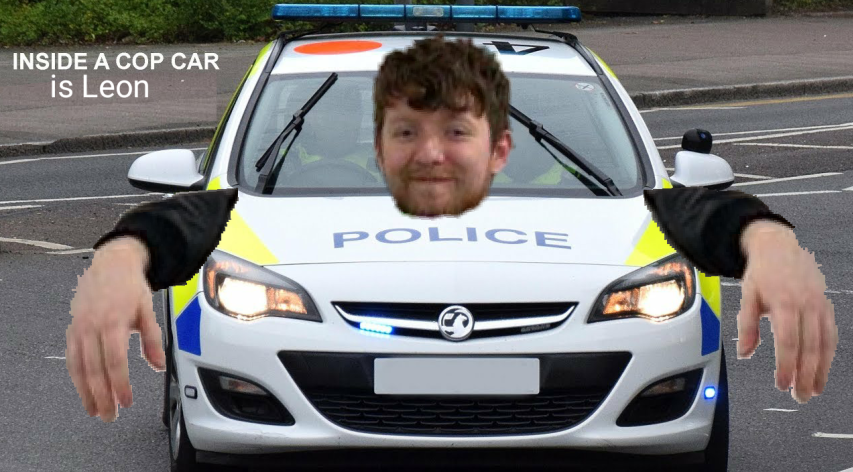 INSIDE A COP CAR
is Leon
A
POLICE